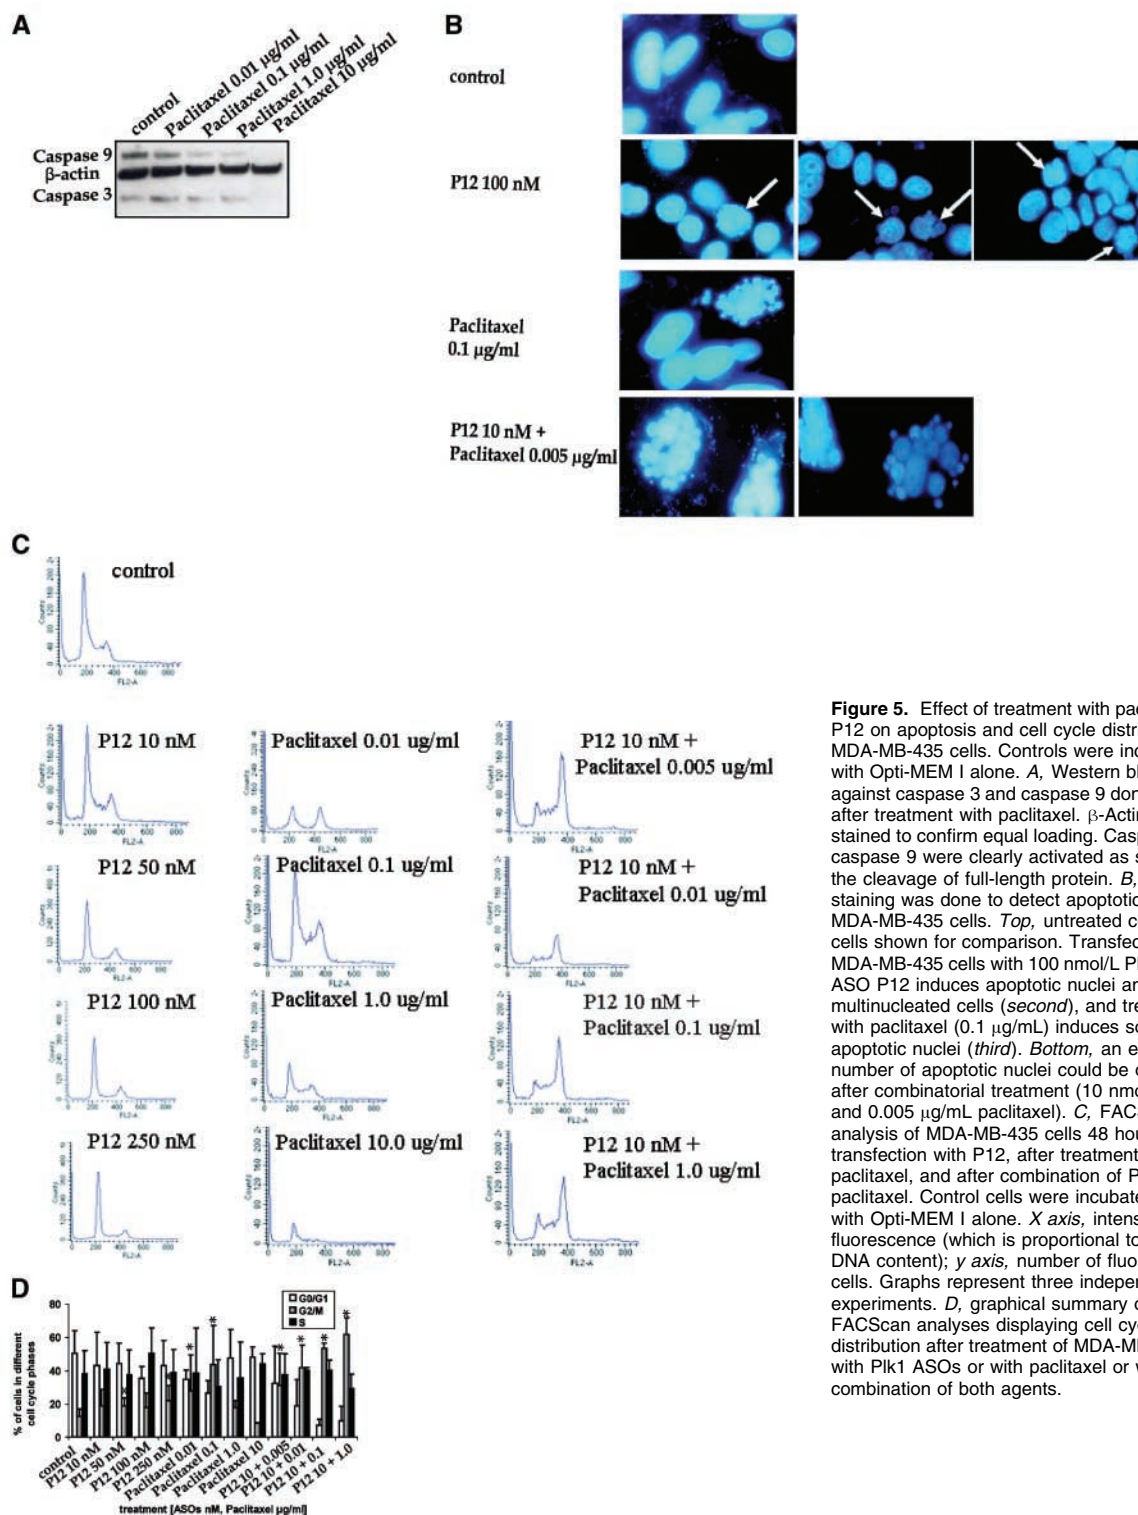 A
control
Paclitaxel 0.01 µg/ml
Paclitaxel 0.1 µg/ml
Paclitaxel 1.0 µg/ml
Paclitaxel 10 µg/ml
Caspase 9
β-actin
Caspase 3
B
control
P12 100 nM
Paclitaxel
0.1 µg/ml
P12 10 nM +
Paclitaxel 0.005 µg/ml
C
control
P12 10 nM
Paclitaxel 0.01 ug/ml
P12 10 nM +
Paclitaxel 0.005 ug/ml
P12 50 nM
Paclitaxel 0.1 ug/ml
P12 10 nM +
Paclitaxel 0.01 ug/ml
P12 100 nM
Paclitaxel 1.0 ug/ml
P12 10 nM +
Paclitaxel 0.1 ug/ml
P12 250 nM
Paclitaxel 10.0 ug/ml
P12 10 nM +
Paclitaxel 1.0 ug/ml
Counts
FL2-A
0 200 400 600 800
D
% of cells in different
cell cycle phases
80
60
40
20
0
G0/G1
G2/M
S
control
P12 10 nM
P12 50 nM
P12 100 nM
P12 250 nM
Paclitaxel 0.01
Paclitaxel 0.1
Paclitaxel 1.0
Paclitaxel 10
P12 10 + 0.005
P12 10 + 0.01
P12 10 + 0.1
P12 10 + 1.0
treatment [ASOs nM, Paclitaxel µg/ml]
Figure 5. Effect of treatment with pac
P12 on apoptosis and cell cycle distr
MDA-MB-435 cells. Controls were inc
with Opti-MEM I alone. A, Western bl
against caspase 3 and caspase 9 don
after treatment with paclitaxel. β-Actin
stained to confirm equal loading. Casp
caspase 9 were clearly activated as s
the cleavage of full-length protein. B,
staining was done to detect apoptotic
MDA-MB-435 cells. Top, untreated co
cells shown for comparison. Transfec
MDA-MB-435 cells with 100 nmol/L Pl
ASO P12 induces apoptotic nuclei an
multinucleated cells (second), and tre
with paclitaxel (0.1 µg/mL) induces so
apoptotic nuclei (third). Bottom, an e
number of apoptotic nuclei could be o
after combinatorial treatment (10 nmo
and 0.005 µg/mL paclitaxel). C, FACS
analysis of MDA-MB-435 cells 48 hou
transfection with P12, after treatment
paclitaxel, and after combination of P
paclitaxel. Control cells were incubate
with Opti-MEM I alone. X axis, intens
fluorescence (which is proportional to
DNA content); y axis, number of fluo
cells. Graphs represent three indepen
experiments. D, graphical summary o
FACScan analyses displaying cell cyc
distribution after treatment of MDA-MB
with Plk1 ASOs or with paclitaxel or w
combination of both agents.